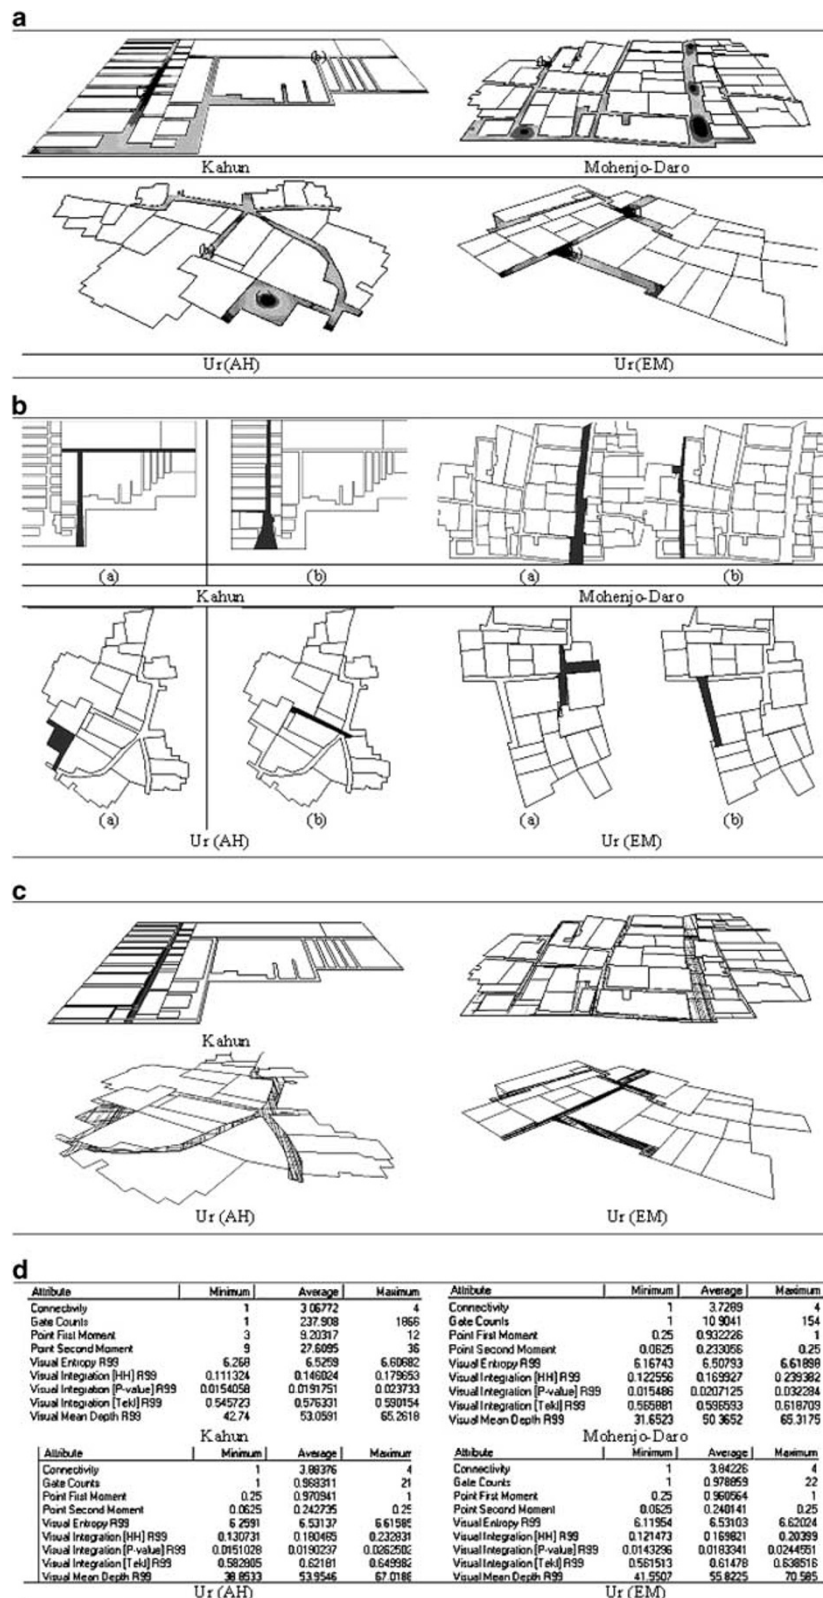 a
Kahun Mohenjo-Daro
Ur (AH) Ur (EM)
b
(a) (b) (a) (b)
Kahun Mohenjo-Daro
(a) (b) (a) (b)
Ur (AH) Ur (EM)
c
Kahun
Ur (AH) Ur (EM)
d
Attribute Minimum Average Maximum
Connectivity 1 3.06772 4
Gate Counts 1 237.908 1866
Point First Moment 3 9.20317 12
Point Second Moment 9 27.6095 36
Visual Entropy R99 6.268 6.5259 6.60682
Visual Integration [HH] R99 0.111324 0.146024 0.179653
Visual Integration [P-value] R99 0.0154058 0.0191751 0.023733
Visual Integration [Tekl] R99 0.545723 0.576331 0.590154
Visual Mean Depth R99 42.74 53.0591 65.2618
Kahun
Attribute Minimum Average Maximum
Connectivity 1 3.7289 4
Gate Counts 1 10.9041 154
Point First Moment 0.25 0.932226 1
Point Second Moment 0.0625 0.233056 0.25
Visual Entropy R99 6.16743 6.50793 6.61898
Visual Integration [HH] R99 0.122556 0.169927 0.239382
Visual Integration [P-value] R99 0.015486 0.0207125 0.032284
Visual Integration [Tekl] R99 0.565881 0.596593 0.618709
Visual Mean Depth R99 31.6523 50.3652 65.3175
Mohenjo-Daro
Attribute Minimum Average Maximum
Connectivity 1 3.88376 4
Gate Counts 1 0.968311 21
Point First Moment 0.25 0.970941 1
Point Second Moment 0.0625 0.242735 0.25
Visual Entropy R99 6.2591 6.53137 6.61585
Visual Integration [HH] R99 0.130731 0.180465 0.232831
Visual Integration [P-value] R99 0.0151028 0.0190237 0.0262502
Visual Integration [Tekl] R99 0.582805 0.62181 0.649982
Visual Mean Depth R99 38.8533 53.9546 67.0186
Ur (AH)
Attribute Minimum Average Maximum
Connectivity 1 3.84226 4
Gate Counts 1 0.978859 22
Point First Moment 0.25 0.960564 1
Point Second Moment 0.0625 0.240141 0.25
Visual Entropy R99 6.11954 6.53103 6.62024
Visual Integration [HH] R99 0.121473 0.169821 0.20399
Visual Integration [P-value] R99 0.0143296 0.0183341 0.0244551
Visual Integration [Tekl] R99 0.561513 0.61478 0.638516
Visual Mean Depth R99 41.5507 55.8225 70.585
Ur (EM)